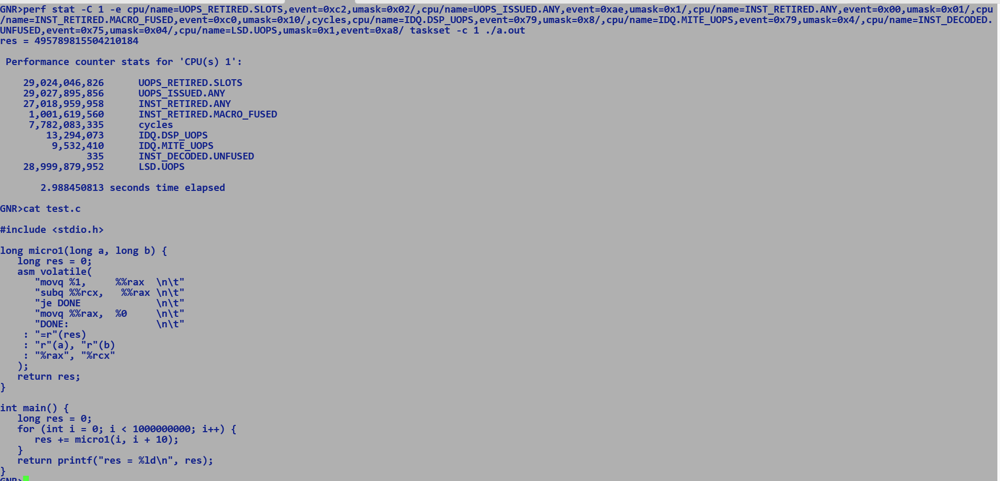 GNR>perf stat -C 1 -e cpu/name=UOPS_RETIRED.SLOTS,event=0xc2,umask=0x02/,cpu/name=UOPS_ISSUED.ANY,event=0xae,umask=0x1/,cpu/name=INST_RETIRED.ANY,event=0x00,umask=0x01/,cpu
/name=INST_RETIRED.MACRO_FUSED,event=0xc0,umask=0x10/,cycles,cpu/name=IDQ.DSP_UOPS,event=0x79,umask=0x8/,cpu/name=IDQ.MITE_UOPS,event=0x79,umask=0x4/,cpu/name=INST_DECODED.
UNFUSED,event=0x75,umask=0x04/,cpu/name=LSD.UOPS,umask=0x1,event=0xa8/ taskset -c 1 ./a.out
res = 495789815504210184
Performance counter stats for 'CPU(s) 1':
29,024,046,826 UOPS_RETIRED.SLOTS
29,027,895,856 UOPS_ISSUED.ANY
27,018,959,958 INST_RETIRED.ANY
1,001,619,560 INST_RETIRED.MACRO_FUSED
7,782,083,335 cycles
13,294,073 IDQ.DSP_UOPS
9,532,410 IDQ.MITE_UOPS
335 INST_DECODED.UNFUSED
28,999,879,952 LSD.UOPS
2.988450813 seconds time elapsed
GNR>cat test.c
#include <stdio.h>
long micro1(long a, long b) {
long res = 0;
asm volatile(
"movq %1, %%rax \n\t"
"subq %%rcx, %%rax \n\t"
"je DONE \n\t"
"movq %%rax, %0 \n\t"
"DONE: \n\t"
: "=r"(res)
: "r"(a), "r"(b)
: "%rax", "%rcx"
);
return res;
}
int main() {
long res = 0;
for (int i = 0; i < 1000000000; i++) {
res += micro1(i, i + 10);
}
return printf("res = %ld\n", res);
}
GNR>